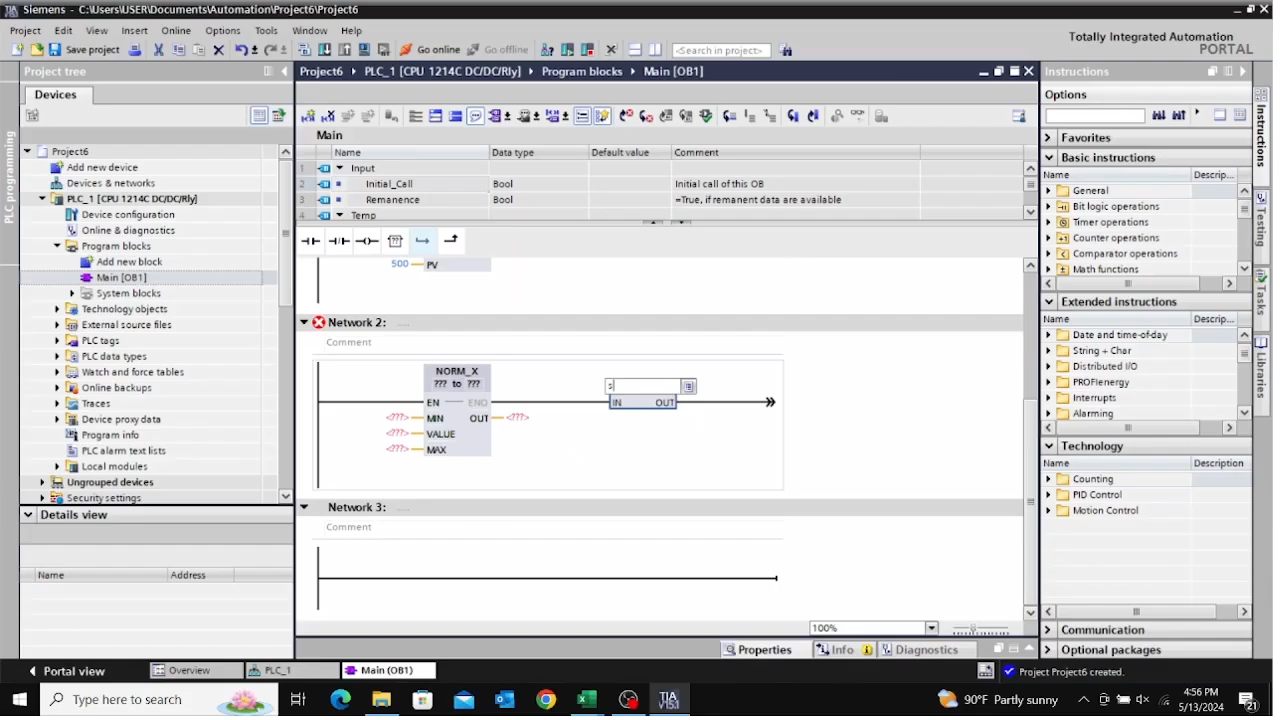 Siemens - C:\Users\USER\Documents\Automation\Project6\Project6
Project Edit View Insert Online Options Tools Window Help
Totally Integrated Automation
PORTAL
Save project
Go online
Go offline
<Search in project>
Project tree
Project6 PLC_1 [CPU 1214C DC/DC/Rly] Program blocks Main [OB1]
Instructions
Devices
Options
PLC programming
Main
Name Data type Default value Comment
1 Input
2 Initial_Call Bool Initial call of this OB
3 Remanence Bool =True, if remanent data are available
4 Temp
Project6
Add new device
Devices & networks
PLC_1 [CPU 1214C DC/DC/Rly]
Device configuration
Online & diagnostics
Program blocks
Add new block
Main [OB1]
System blocks
Technology objects
External source files
PLC tags
PLC data types
Watch and force tables
Online backups
Traces
Device proxy data
Program info
PLC alarm text lists
Local modules
Ungrouped devices
Security settings
Details view
Name Address
500 PV
Network 2: .....
Comment
NORM_X
??? to ???
EN ENO
<???> MIN OUT <???>
<???> VALUE
<???> MAX
s
IN OUT
Network 3: .....
Comment
100%
Properties Info Diagnostics
Favorites
Basic instructions
Name Descrip...
General
Bit logic operations
Timer operations
Counter operations
Comparator operations
Math functions
Extended instructions
Name Descrip...
Date and time-of-day
String + Char
Distributed I/O
PROFIenergy
Interrupts
Alarming
Technology
Name Description
Counting
PID Control
Motion Control
Communication
Optional packages
Instructions
Testing
Tasks
Libraries
Portal view Overview PLC_1 Main (OB1)
Project Project6 created.
Type here to search
TIA
V18
90°F Partly sunny
4:56 PM
5/13/2024
21